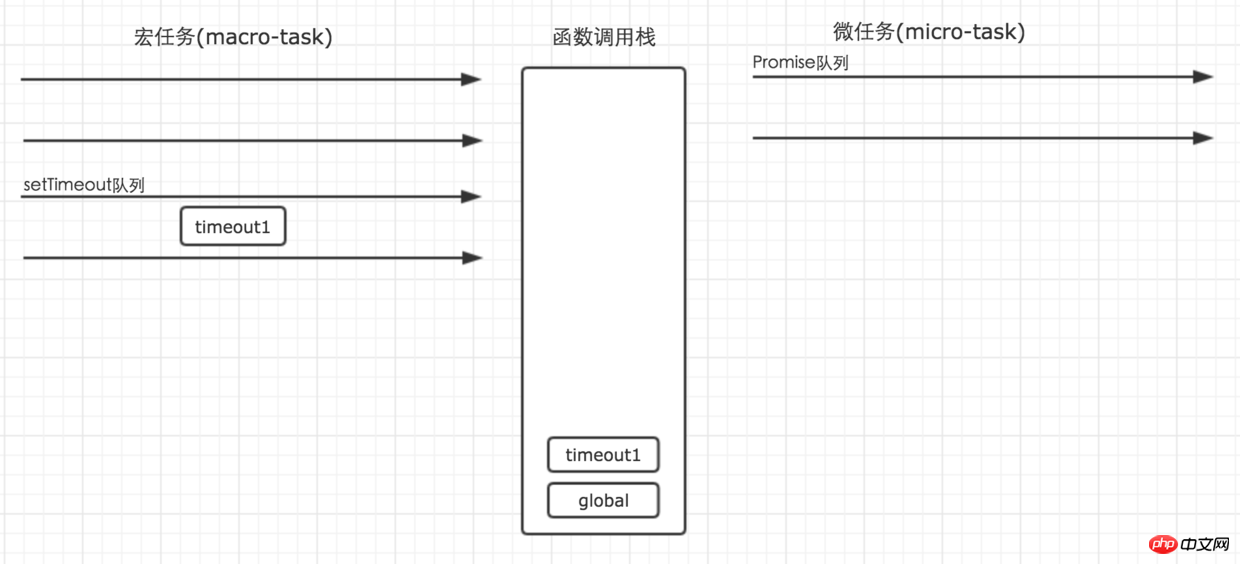 宏任务(macro-task)
函数调用栈
微任务(micro-task)
Promise队列
setTimeout队列
timeout1
timeout1
global
php 中文网